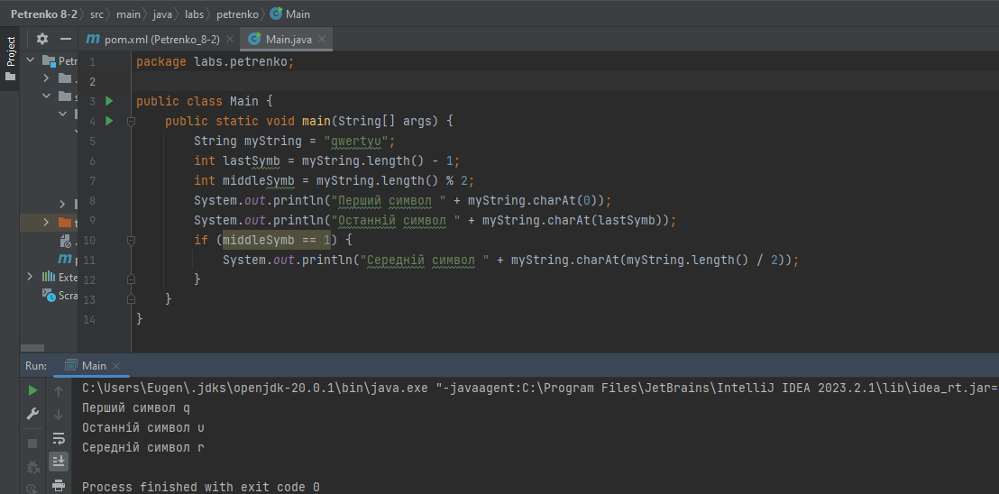 Petrenko 8-2 src main java labs petrenko Main
Project
pom.xml (Petrenko_8-2) Main.java
Petr
Exte
Scra
1 package labs.petrenko;
2
3 public class Main {
4 public static void main(String[] args) {
5 String myString = "qwertyu";
6 int lastSymb = myString.length() - 1;
7 int middleSymb = myString.length() % 2;
8 System.out.println("Перший символ " + myString.charAt(0));
9 System.out.println("Останній символ " + myString.charAt(lastSymb));
10 if (middleSymb == 1) {
11 System.out.println("Середній символ " + myString.charAt(myString.length() / 2));
12 }
13 }
14 }
Run: Main
C:\Users\Eugen\.jdks\openjdk-20.0.1\bin\java.exe "-javaagent:C:\Program Files\JetBrains\IntelliJ IDEA 2023.2.1\lib\idea_rt.jar=
Перший символ q
Останній символ u
Середній символ r
Process finished with exit code 0